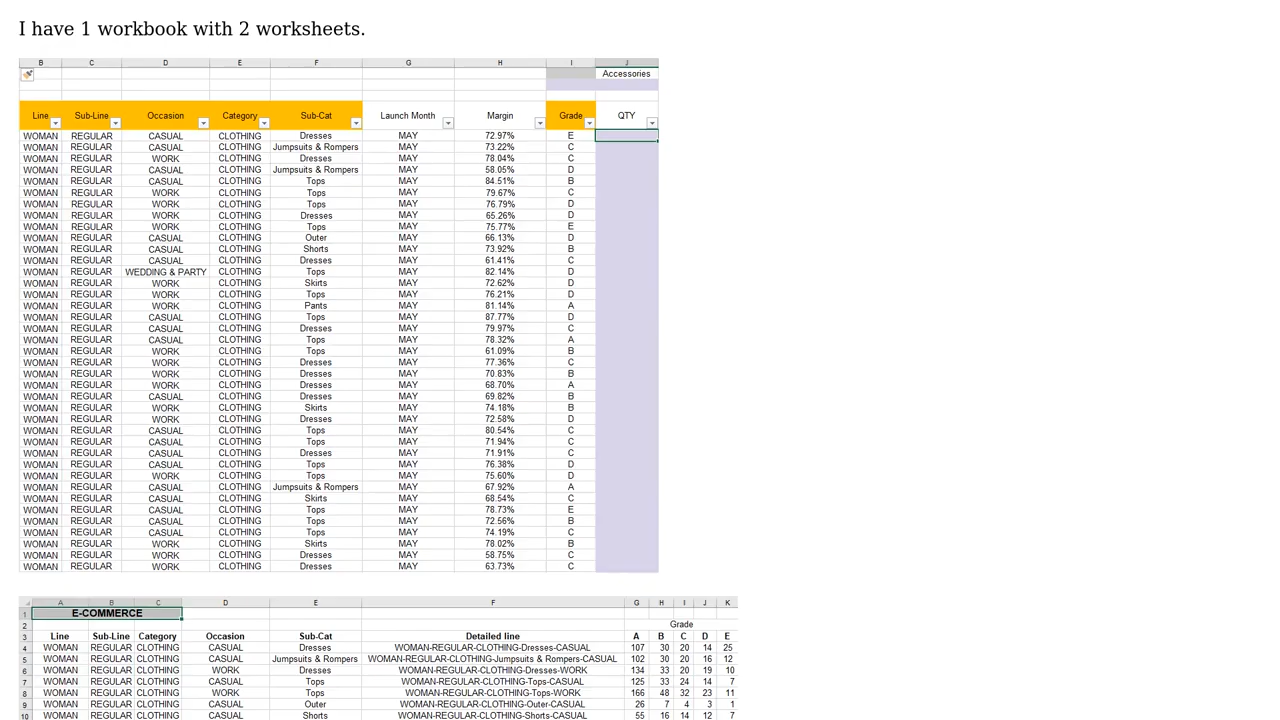 I have 1 workbook with 2 worksheets.
B C D E F G H I J
Accessories
Line Sub-Line Occasion Category Sub-Cat Launch Month Margin Grade QTY
WOMAN REGULAR CASUAL CLOTHING Dresses MAY 72.97% E
WOMAN REGULAR CASUAL CLOTHING Jumpsuits & Rompers MAY 73.22% C
WOMAN REGULAR WORK CLOTHING Dresses MAY 78.04% C
WOMAN REGULAR CASUAL CLOTHING Jumpsuits & Rompers MAY 58.05% D
WOMAN REGULAR CASUAL CLOTHING Tops MAY 84.51% B
WOMAN REGULAR WORK CLOTHING Tops MAY 79.67% C
WOMAN REGULAR WORK CLOTHING Tops MAY 76.79% D
WOMAN REGULAR WORK CLOTHING Dresses MAY 65.26% D
WOMAN REGULAR WORK CLOTHING Tops MAY 75.77% E
WOMAN REGULAR CASUAL CLOTHING Outer MAY 66.13% D
WOMAN REGULAR CASUAL CLOTHING Shorts MAY 73.92% B
WOMAN REGULAR CASUAL CLOTHING Dresses MAY 61.41% C
WOMAN REGULAR WEDDING & PARTY CLOTHING Tops MAY 82.14% D
WOMAN REGULAR WORK CLOTHING Skirts MAY 72.62% D
WOMAN REGULAR WORK CLOTHING Tops MAY 76.21% D
WOMAN REGULAR WORK CLOTHING Pants MAY 81.14% A
WOMAN REGULAR CASUAL CLOTHING Tops MAY 87.77% D
WOMAN REGULAR CASUAL CLOTHING Dresses MAY 79.97% C
WOMAN REGULAR CASUAL CLOTHING Tops MAY 78.32% A
WOMAN REGULAR WORK CLOTHING Tops MAY 61.09% B
WOMAN REGULAR WORK CLOTHING Dresses MAY 77.36% C
WOMAN REGULAR WORK CLOTHING Dresses MAY 70.83% B
WOMAN REGULAR WORK CLOTHING Dresses MAY 68.70% A
WOMAN REGULAR CASUAL CLOTHING Dresses MAY 69.82% B
WOMAN REGULAR WORK CLOTHING Skirts MAY 74.18% B
WOMAN REGULAR WORK CLOTHING Dresses MAY 72.58% D
WOMAN REGULAR CASUAL CLOTHING Tops MAY 80.54% C
WOMAN REGULAR CASUAL CLOTHING Tops MAY 71.94% C
WOMAN REGULAR CASUAL CLOTHING Dresses MAY 71.91% C
WOMAN REGULAR CASUAL CLOTHING Tops MAY 76.38% D
WOMAN REGULAR WORK CLOTHING Tops MAY 75.60% D
WOMAN REGULAR CASUAL CLOTHING Jumpsuits & Rompers MAY 67.92% A
WOMAN REGULAR CASUAL CLOTHING Skirts MAY 68.54% C
WOMAN REGULAR CASUAL CLOTHING Tops MAY 78.73% E
WOMAN REGULAR CASUAL CLOTHING Tops MAY 72.56% B
WOMAN REGULAR CASUAL CLOTHING Tops MAY 74.19% C
WOMAN REGULAR WORK CLOTHING Skirts MAY 78.02% B
WOMAN REGULAR WORK CLOTHING Dresses MAY 58.75% C
WOMAN REGULAR WORK CLOTHING Dresses MAY 63.73% C
A B C D E F G H I J K
1 E-COMMERCE
2 Grade
3 Line Sub-Line Category Occasion Sub-Cat Detailed line A B C D E
4 WOMAN REGULAR CLOTHING CASUAL Dresses WOMAN-REGULAR-CLOTHING-Dresses-CASUAL 107 30 20 14 25
5 WOMAN REGULAR CLOTHING CASUAL Jumpsuits & Rompers WOMAN-REGULAR-CLOTHING-Jumpsuits & Rompers-CASUAL 102 30 20 16 12
6 WOMAN REGULAR CLOTHING WORK Dresses WOMAN-REGULAR-CLOTHING-Dresses-WORK 134 33 20 19 10
7 WOMAN REGULAR CLOTHING CASUAL Tops WOMAN-REGULAR-CLOTHING-Tops-CASUAL 125 33 24 14 7
8 WOMAN REGULAR CLOTHING WORK Tops WOMAN-REGULAR-CLOTHING-Tops-WORK 166 48 32 23 11
9 WOMAN REGULAR CLOTHING CASUAL Outer WOMAN-REGULAR-CLOTHING-Outer-CASUAL 26 7 4 3 1
10 WOMAN REGULAR CLOTHING CASUAL Shorts WOMAN-REGULAR-CLOTHING-Shorts-CASUAL 55 16 14 12 7